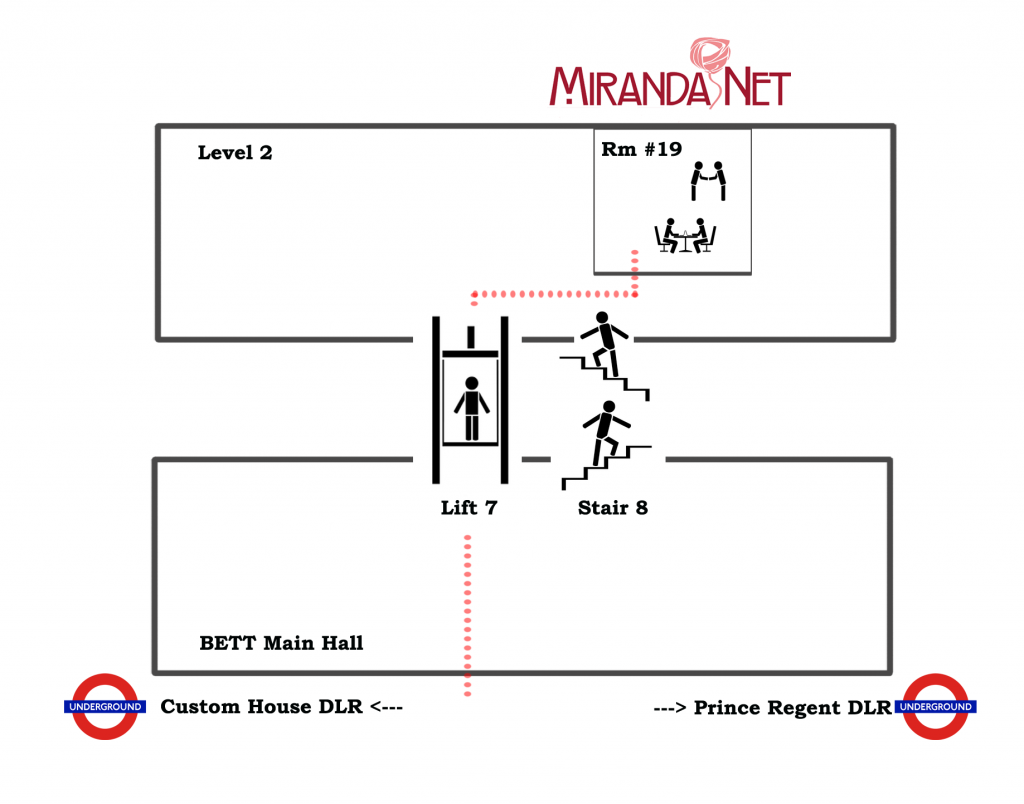 MIRANDANET
Level 2
Rm #19
Lift 7
Stair 8
BETT Main Hall
UNDERGROUND
Custom House DLR <---
---> Prince Regent DLR
UNDERGROUND